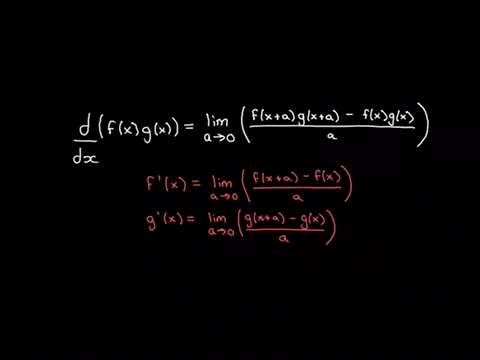 d/dx (f(x)g(x)) = lim a→0 (f(x+a)g(x+a) − f(x)g(x) / a)
f'(x) = lim a→0 (f(x+a) − f(x) / a)
g'(x) = lim a→0 (g(x+a) − g(x) / a)